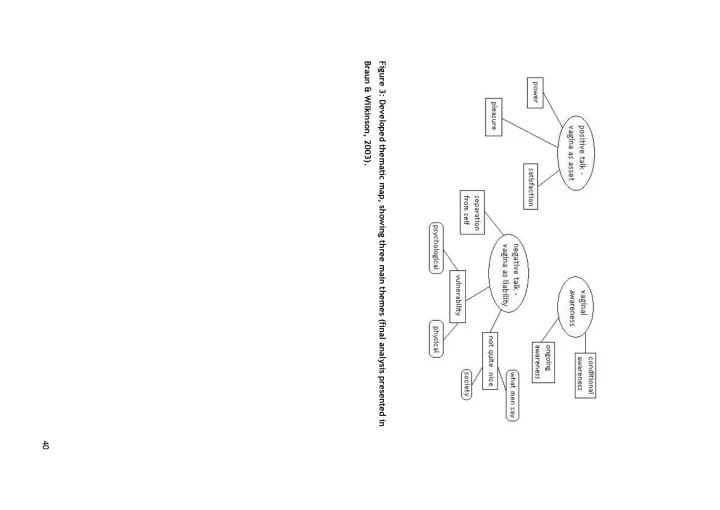 positive talk -
vagina as asset
power
pleasure
satisfaction
negative talk -
vagina as liability
separation
from self
vulnerability
psychological
physical
not quite nice
what men say
society
vaginal
awareness
conditional
awareness
ongoing
awareness
Figure 3: Developed thematic map, showing three main themes (final analysis presented in
Braun & Wilkinson, 2003).
40